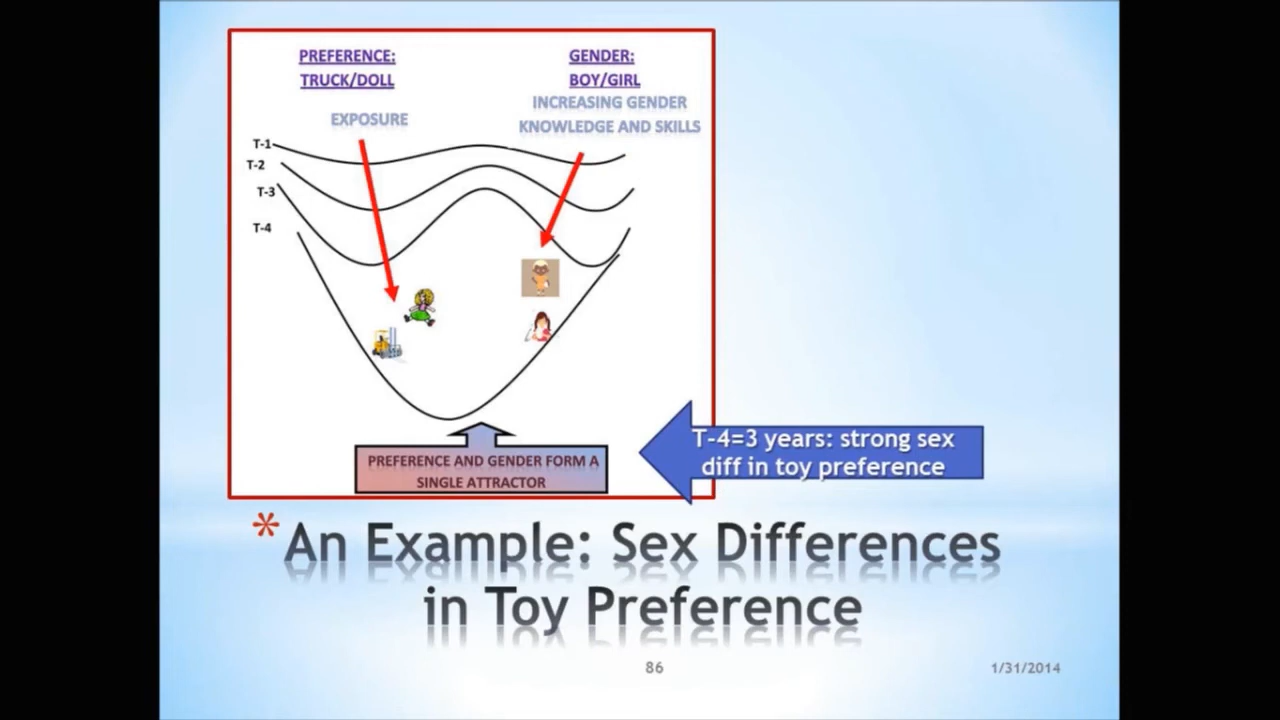 PREFERENCE:
TRUCK/DOLL
EXPOSURE
GENDER:
BOY/GIRL
INCREASING GENDER
KNOWLEDGE AND SKILLS
T-1
T-2
T-3
T-4
PREFERENCE AND GENDER FORM A
SINGLE ATTRACTOR
T-4=3 years: strong sex
diff in toy preference
* An Example: Sex Differences
in Toy Preference
86
1/31/2014